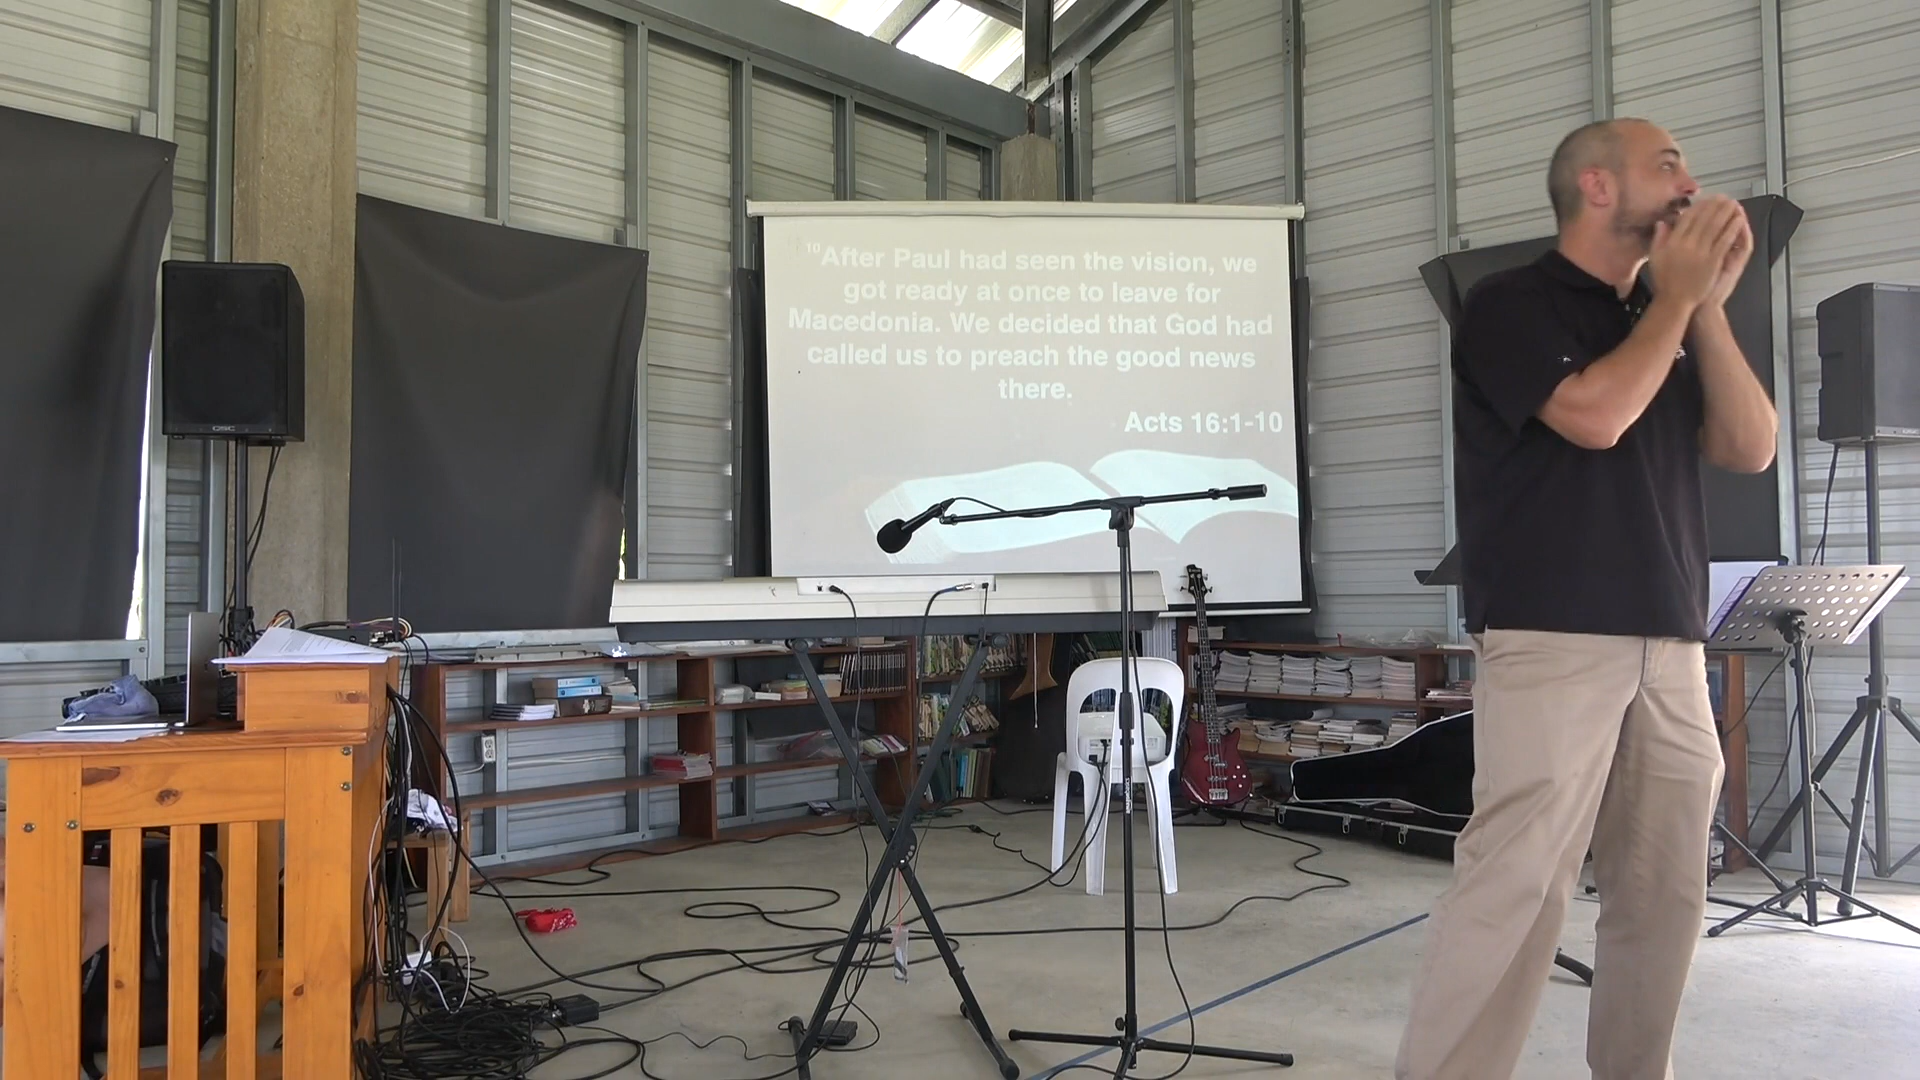 ¹⁰After Paul had seen the vision, we
got ready at once to leave for
Macedonia. We decided that God had
called us to preach the good news
there.
Acts 16:1-10
QSC